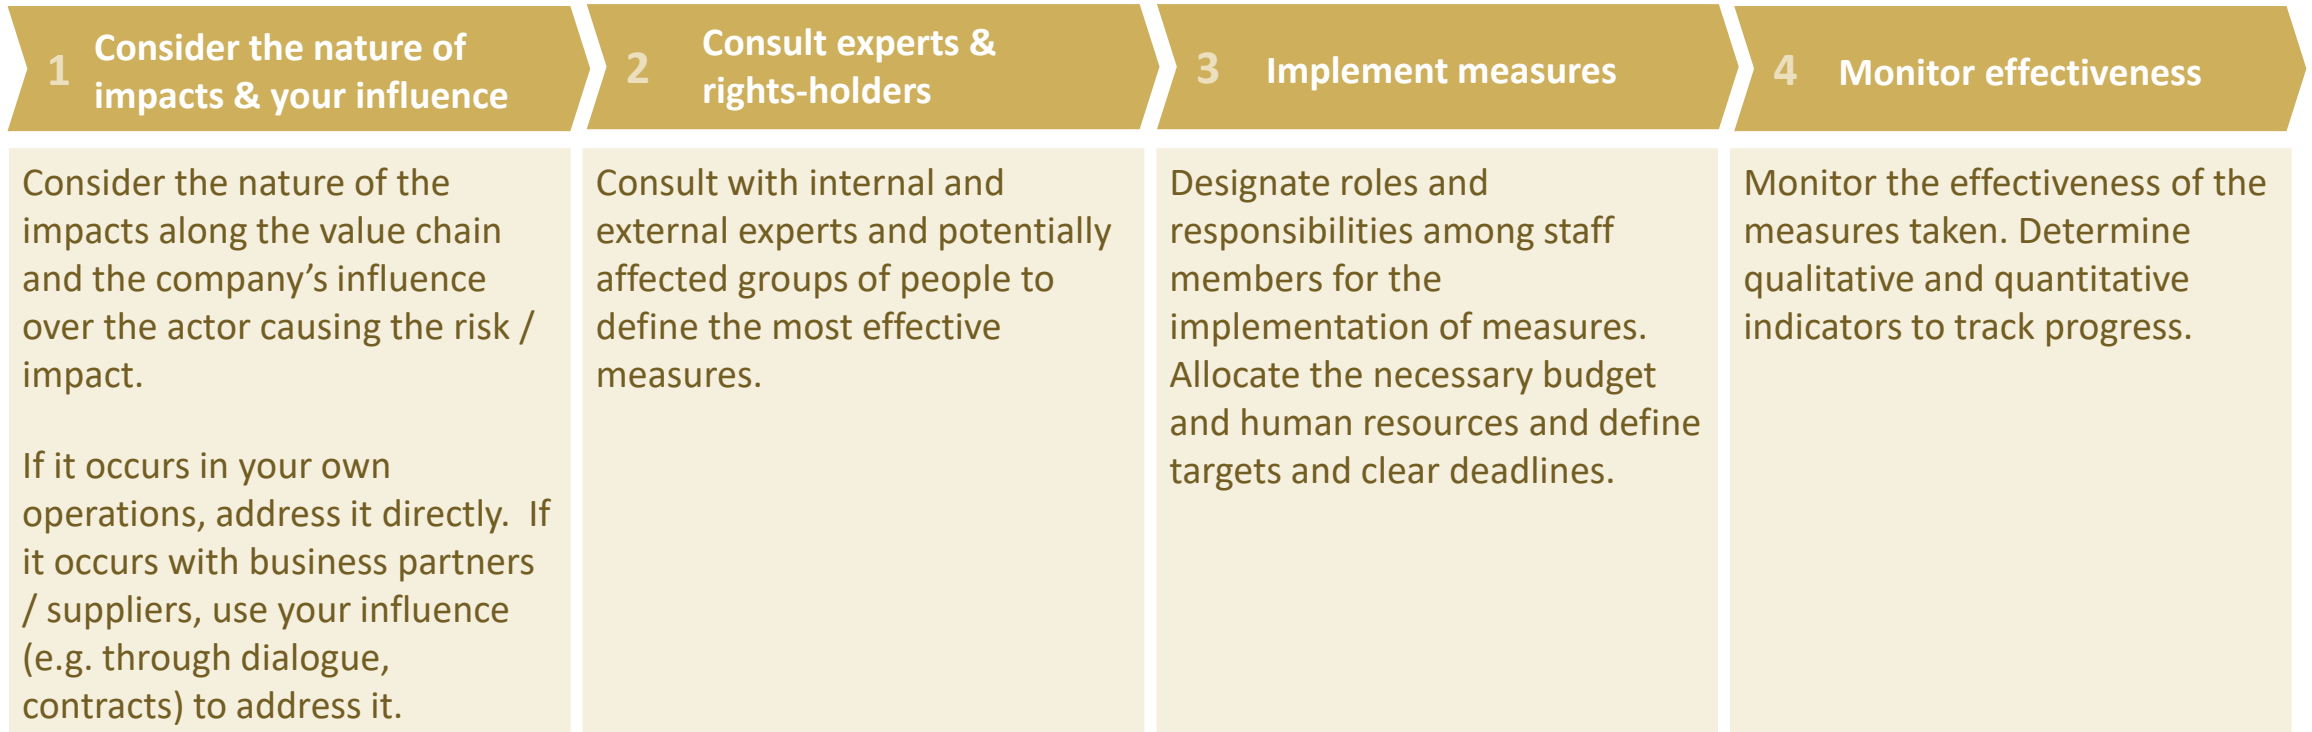 1
Consider the nature of
impacts & your influence
2
Consult experts &
rights-holders
3
Implement measures
4
Monitor effectiveness
Consider the nature of the
impacts along the value chain
and the company’s influence
over the actor causing the risk /
impact.
If it occurs in your own
operations, address it directly.  If
it occurs with business partners
/ suppliers, use your influence
(e.g. through dialogue,
contracts) to address it.
Consult with internal and
external experts and potentially
affected groups of people to
define the most effective
measures.
Designate roles and
responsibilities among staff
members for the
implementation of measures.
Allocate the necessary budget
and human resources and define
targets and clear deadlines.
Monitor the effectiveness of the
measures taken. Determine
qualitative and quantitative
indicators to track progress.